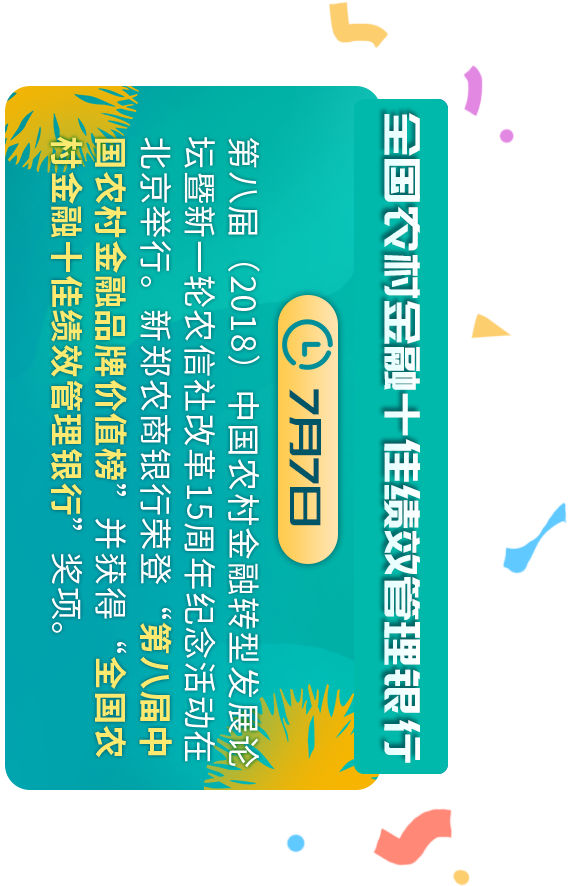 全国农村金融十佳绩效管理银行
7月7日
第八届（2018）中国农村金融转型发展论
坛暨新一轮农信社改革15周年纪念活动在
北京举行。新郑农商银行荣登“第八届中
国农村金融品牌价值榜”并获得“全国农
村金融十佳绩效管理银行”奖项。